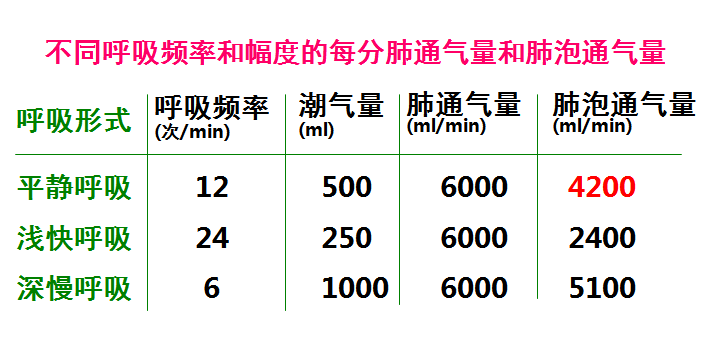 不同呼吸频率和幅度的每分肺通气量和肺泡通气量
呼吸形式 呼吸频率 (次/min) 潮气量 (ml) 肺通气量 (ml/min) 肺泡通气量 (ml/min)
平静呼吸 12 500 6000 4200
浅快呼吸 24 250 6000 2400
深慢呼吸 6 1000 6000 5100